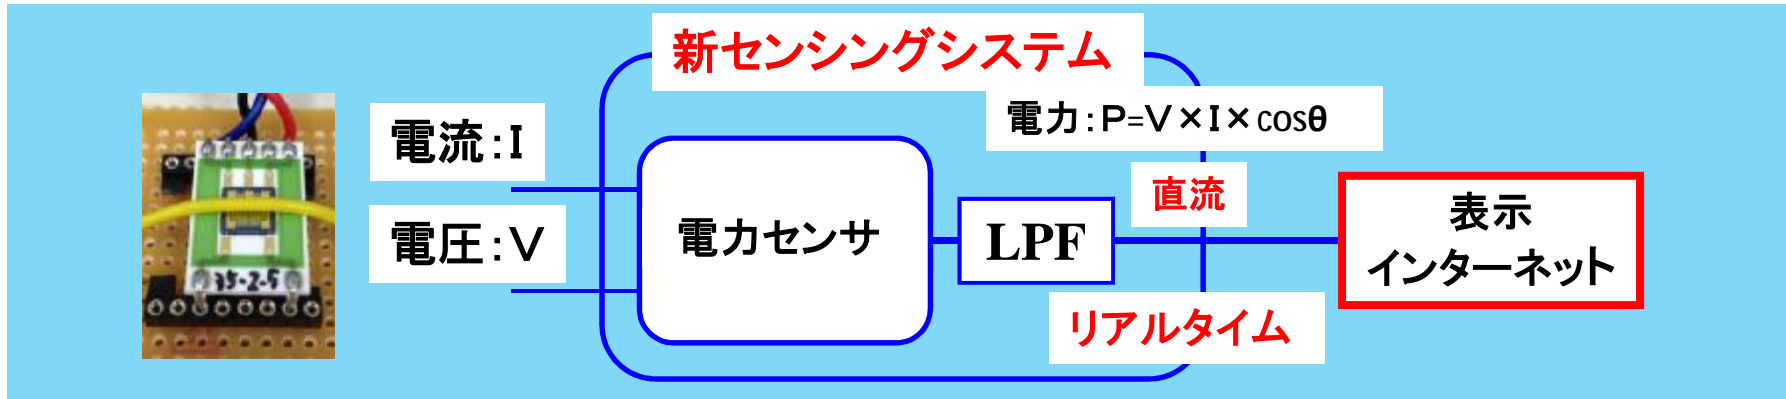 新センシングシステム
電流:I
電圧:V
電力:P=V×I×cosθ
電力センサ
LPF
直流
リアルタイム
表示
インターネット
35-2-5